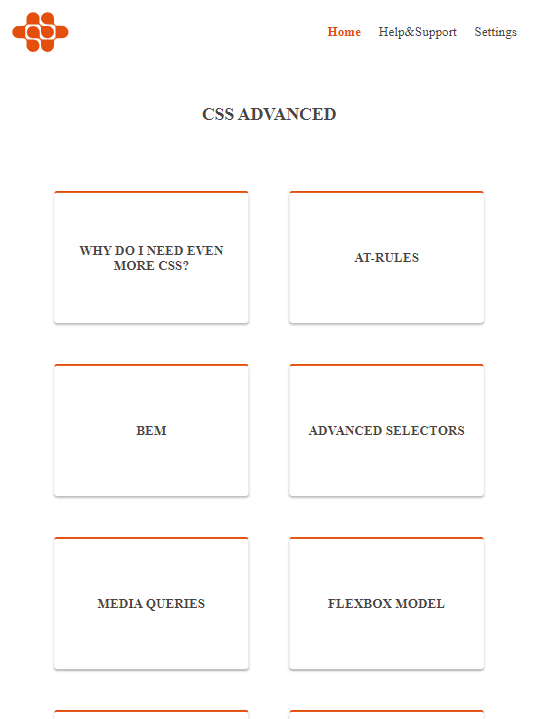 Home Help&Support Settings
CSS ADVANCED
WHY DO I NEED EVEN
MORE CSS?
AT-RULES
BEM
ADVANCED SELECTORS
MEDIA QUERIES
FLEXBOX MODEL